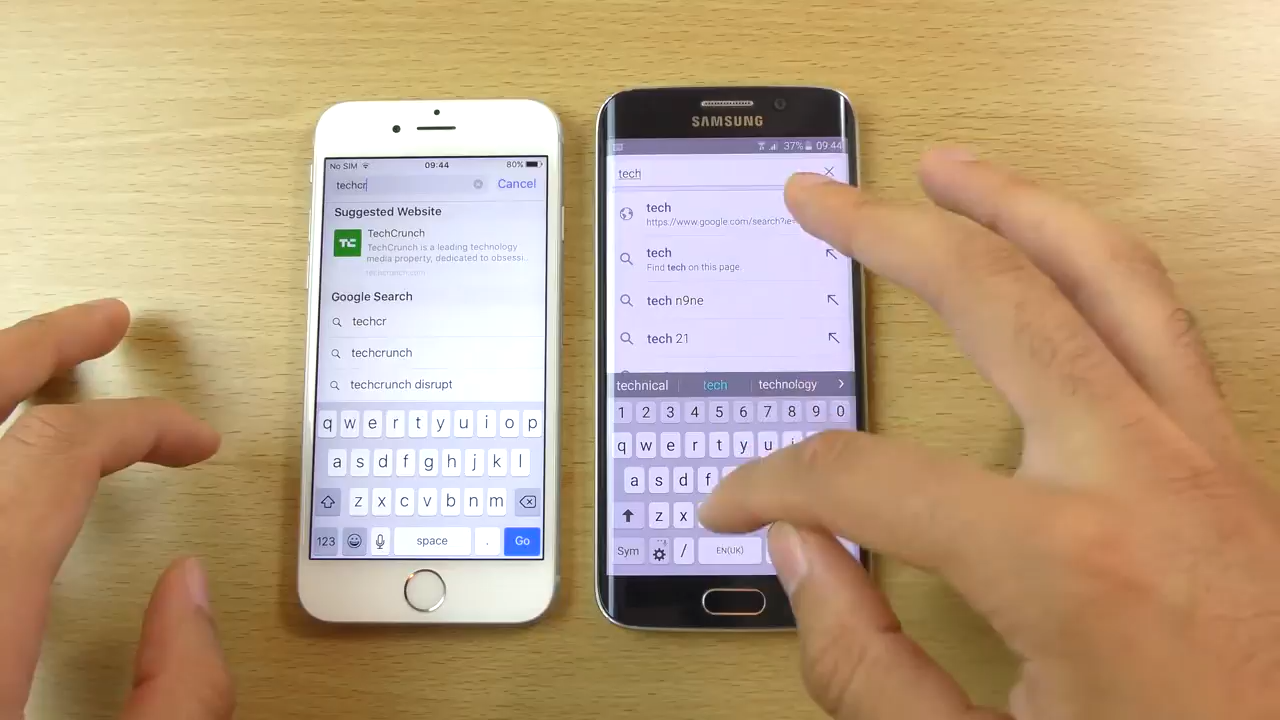 No SIM 09:44 80%
techcr Cancel
Suggested Website
TC
TechCrunch
TechCrunch is a leading technology
media property, dedicated to obsessi..
techcrunch.com
Google Search
techcr
techcrunch
techcrunch disrupt
q w e r t y u i o p
a s d f g h j k l
z x c v b n m
123 space . Go
SAMSUNG
37% 09:44
tech
tech
https://www.google.com/search?ie=
tech
Find tech on this page
tech n9ne
tech 21
technical tech technology
1 2 3 4 5 6 7 8 9 0
q w e r t y u i
a s d f
z x
Sym / EN(UK)